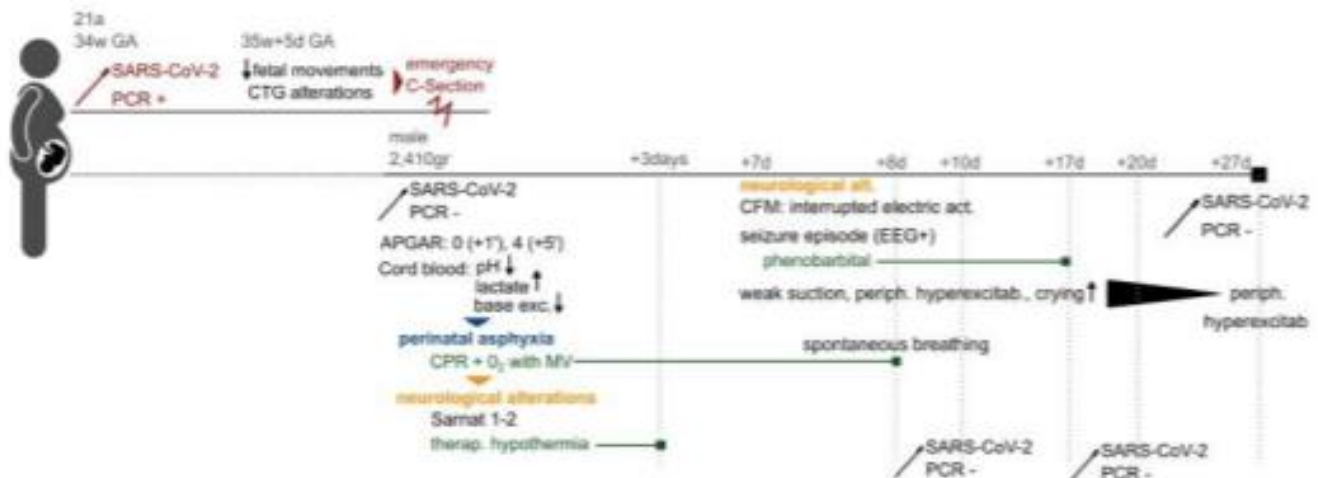 21a
34w GA
35w+5d GA
SARS-CoV-2
PCR +
↓fetal movements
CTG alterations
emergency
C-Section
male
2,410gr
+3days
+7d
+8d
+10d
+17d
+20d
+27d
SARS-CoV-2
PCR -
APGAR: 0 (+1'), 4 (+5')
Cord blood: pH ↓
lactate ↑
base exc. ↓
perinatal asphyxia
CPR + O₂ with MV
neurological alterations
Sarnat 1-2
therap. hypothermia
neurological alt.
CFM: interrupted electric act.
seizure episode (EEG+)
phenobarbital
weak suction, periph. hyperexcitab., crying ↑
spontaneous breathing
periph.
hyperexcitab
SARS-CoV-2
PCR -
SARS-CoV-2
PCR -
SARS-CoV-2
PCR -